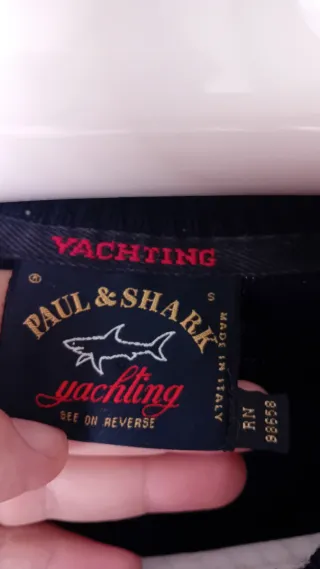 YACHTING
®
PAUL & SHARK
S
MADE IN ITALY
yachting
SEE ON REVERSE
RN
98658